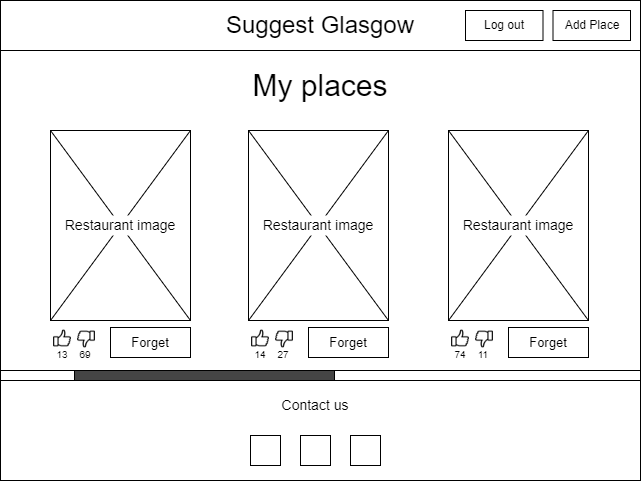 Suggest Glasgow
Log out
Add Place
My places
Restaurant image
Restaurant image
Restaurant image
13
69
Forget
14
27
Forget
74
11
Forget
Contact us